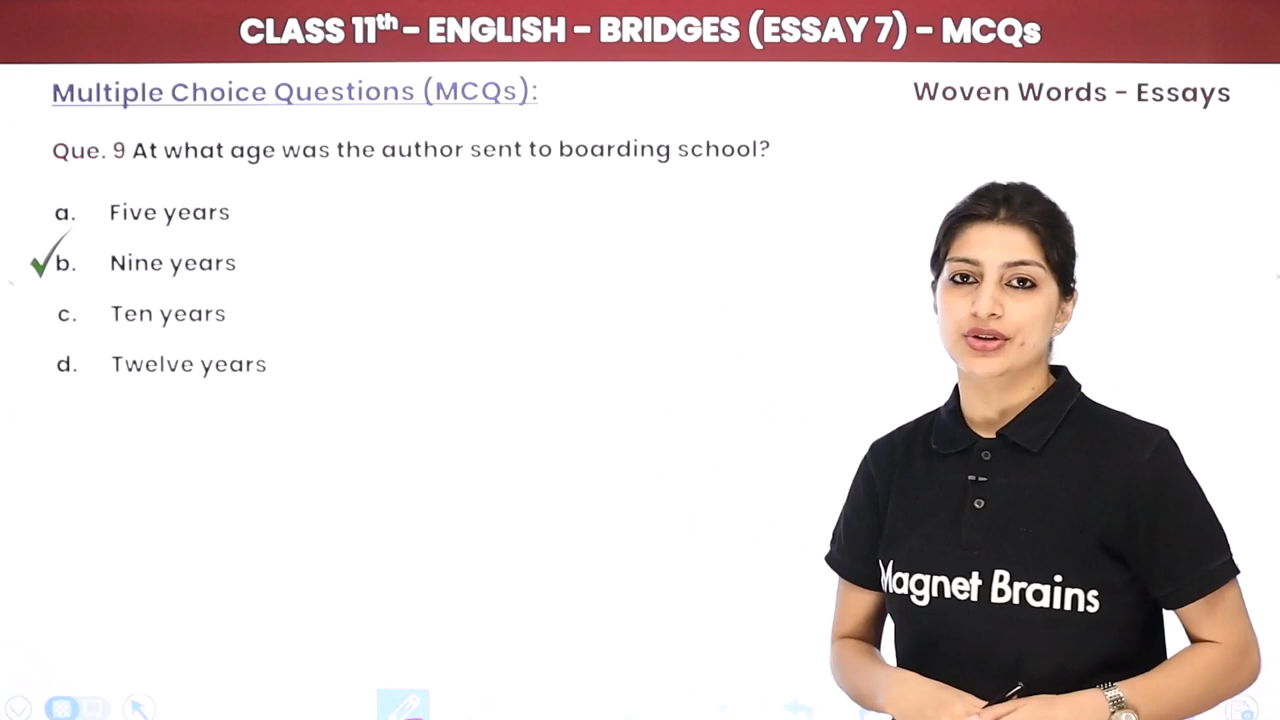 CLASS 11th - ENGLISH - BRIDGES (ESSAY 7) - MCQs
Multiple Choice Questions (MCQs):
Woven Words - Essays
Que. 9 At what age was the author sent to boarding school?
a. Five years
b. Nine years
c. Ten years
d. Twelve years
Magnet Brains